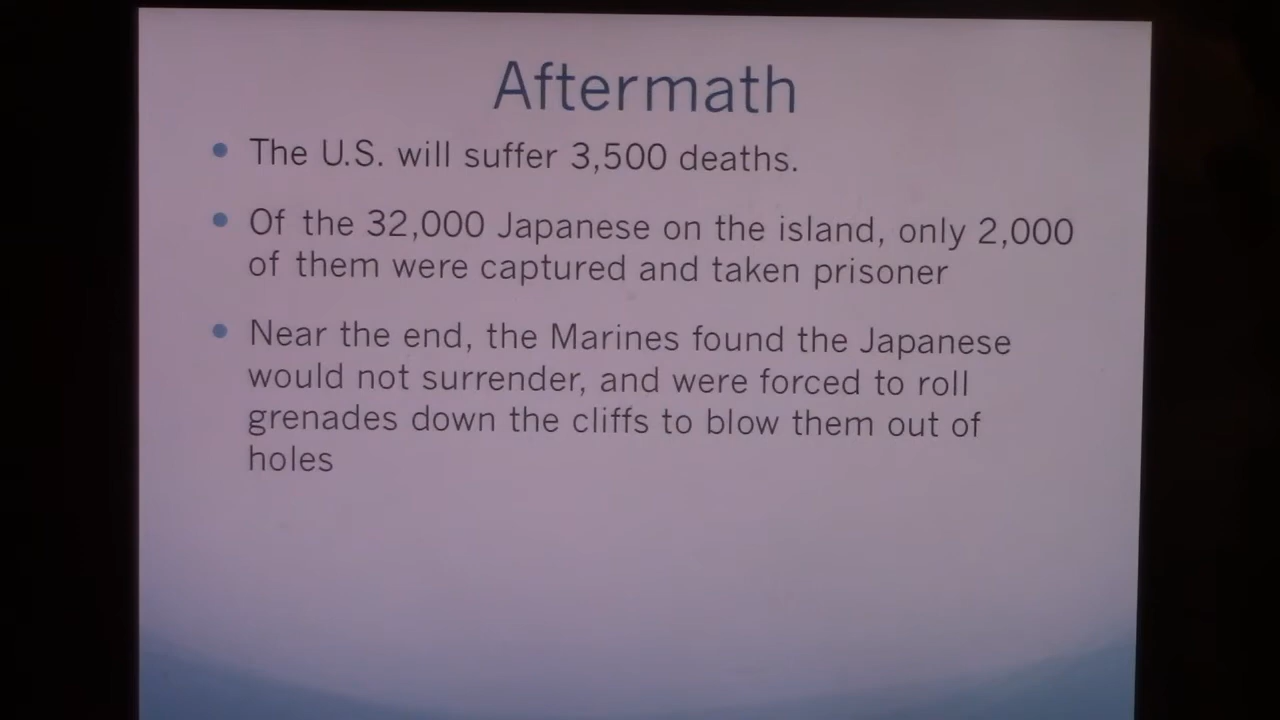 Aftermath
• The U.S. will suffer 3,500 deaths.
• Of the 32,000 Japanese on the island, only 2,000
of them were captured and taken prisoner
• Near the end, the Marines found the Japanese
would not surrender, and were forced to roll
grenades down the cliffs to blow them out of
holes